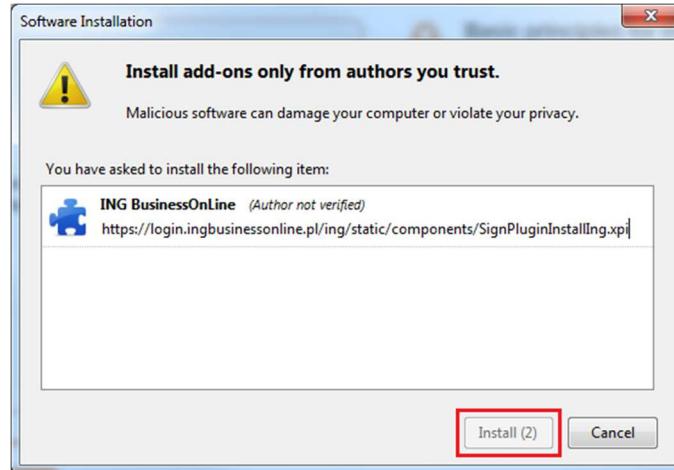 Software Installation
Install add-ons only from authors you trust.
Malicious software can damage your computer or violate your privacy.
You have asked to install the following item:
ING BusinessOnLine (Author not verified)
https://login.ingbusinessonline.pl/ing/static/components/SignPluginInstallIng.xpi
Install (2) Cancel